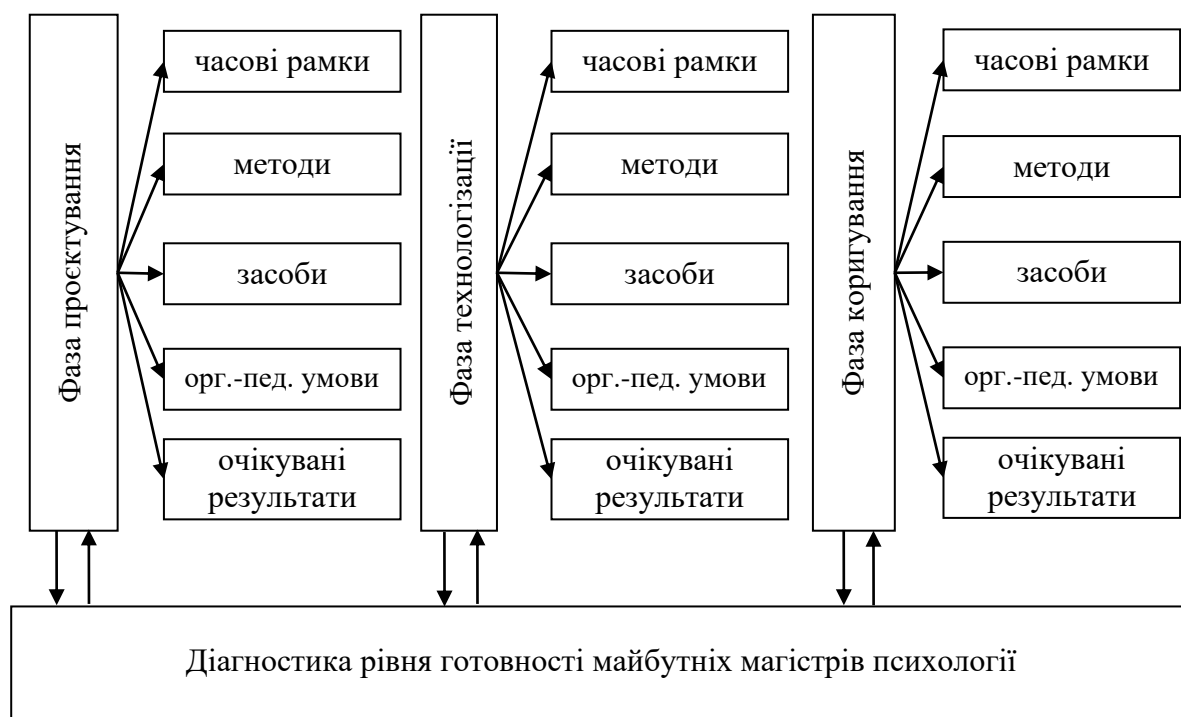 Фаза проєктування
часові рамки
методи
засоби
орг.-пед. умови
очікувані
результати
Фаза технологізації
часові рамки
методи
засоби
орг.-пед. умови
очікувані
результати
Фаза коригування
часові рамки
методи
засоби
орг.-пед. умови
очікувані
результати
Діагностика рівня готовності майбутніх магістрів психології